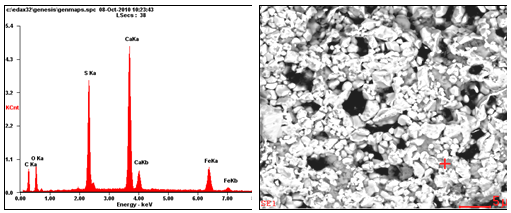 c:\edax32\genesis\genmaps.spc 08-Oct-2010 10:23:43
LSecs : 38
5.4
4.3
3.2
2.2
1.1
0.0
KCnt
C Ka
O Ka
S Ka
CaKa
CaKb
FeKa
FeKb
0.00 1.00 2.00 3.00 4.00 5.00 6.00 7.00
Energy - keV